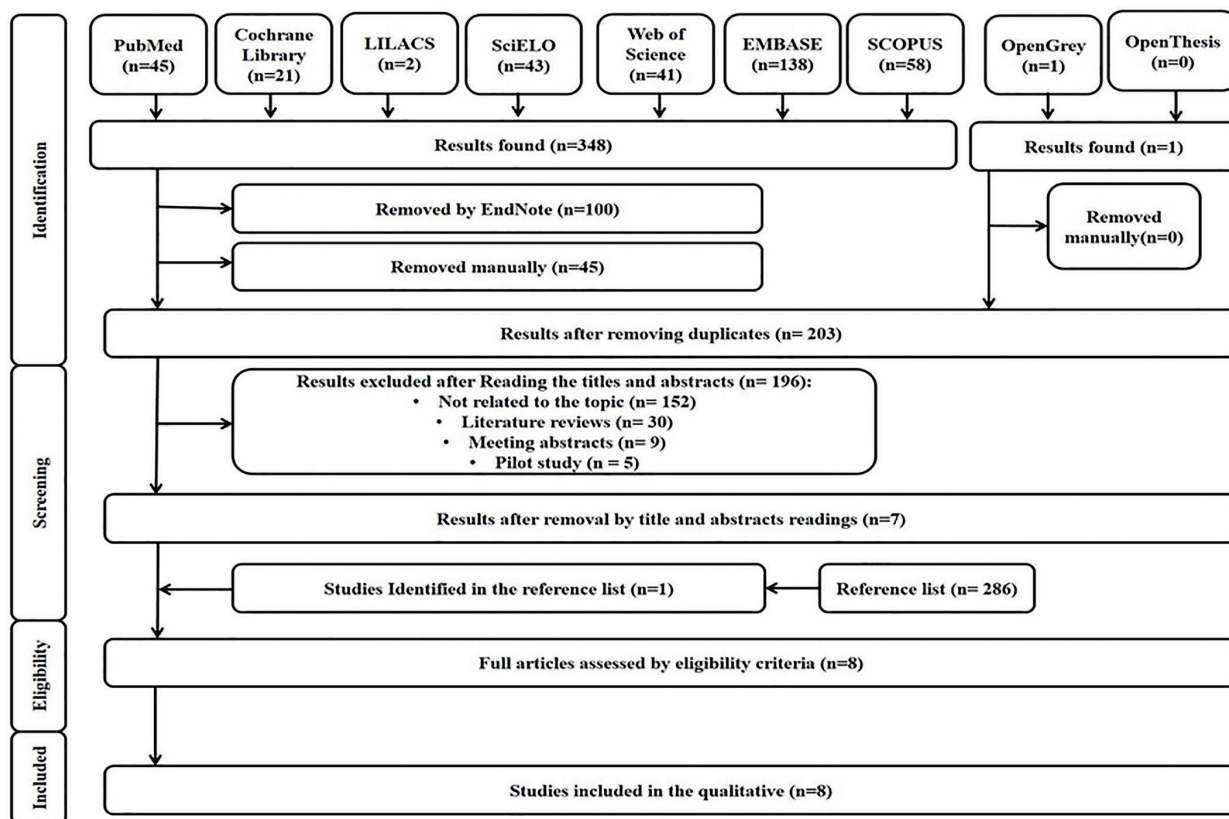 PubMed
(n=45)
Cochrane
Library
(n=21)
LILACS
(n=2)
SciELO
(n=43)
Web of
Science
(n=41)
EMBASE
(n=138)
SCOPUS
(n=58)
OpenGrey
(n=1)
OpenThesis
(n=0)
Identification
Results found (n=348)
Results found (n=1)
Removed by EndNote (n=100)
Removed
manually(n=0)
Removed manually (n=45)
Results after removing duplicates (n= 203)
Screening
Results excluded after Reading the titles and abstracts (n= 196):
• Not related to the topic (n= 152)
• Literature reviews (n= 30)
• Meeting abstracts (n= 9)
• Pilot study (n = 5)
Results after removal by title and abstracts readings (n=7)
Studies Identified in the reference list (n=1)
Reference list (n= 286)
Eligibility
Full articles assessed by eligibility criteria (n=8)
Included
Studies included in the qualitative (n=8)